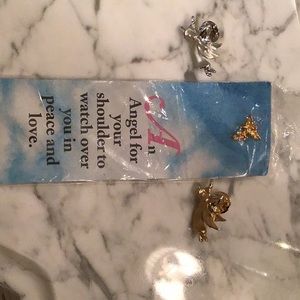 An
Angel for
your
shoulder to
watch over
you in
peace and
love.